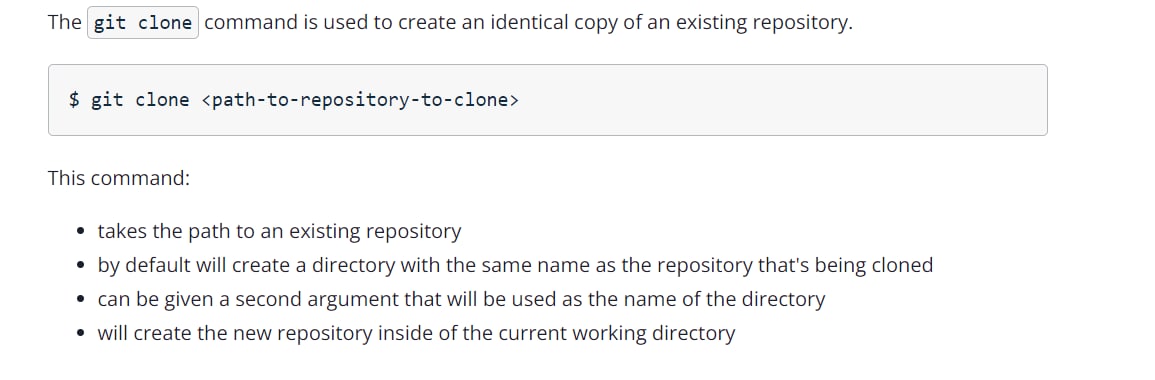 The git clone command is used to create an identical copy of an existing repository.
$ git clone <path-to-repository-to-clone>
This command:
• takes the path to an existing repository
• by default will create a directory with the same name as the repository that's being cloned
• can be given a second argument that will be used as the name of the directory
• will create the new repository inside of the current working directory